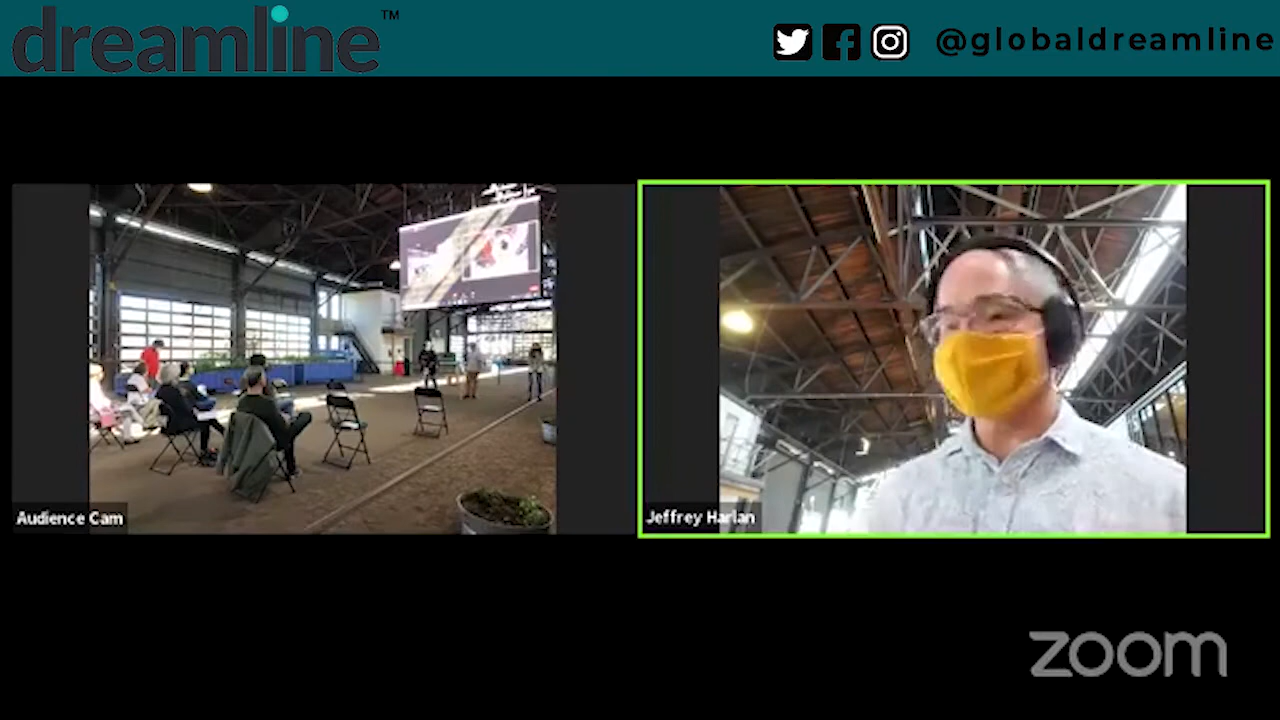 dreamline™
@globaldreamline
Audience Cam
Jeffrey Harlan
zoom